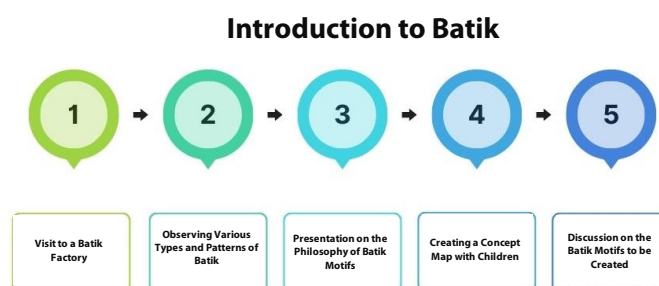 Introduction to Batik
1
2
3
4
5
Visit to a Batik
Factory
Observing Various
Types and Patterns of
Batik
Presentation on the
Philosophy of Batik
Motifs
Creating a Concept
Map with Children
Discussion on the
Batik Motifs to be
Created